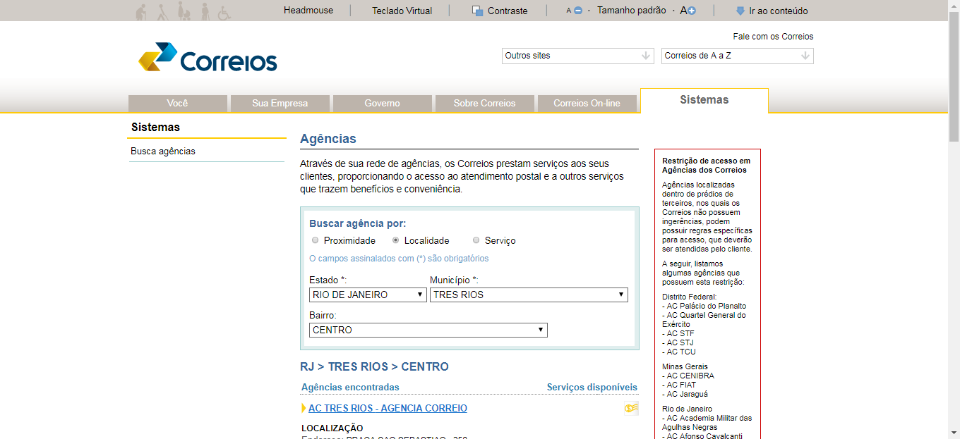 Headmouse
Teclado Virtual
Contraste
A - Tamanho padrão - A
Ir ao conteúdo
Correios
Fale com os Correios
Outros sites
Correios de A a Z
Você
Sua Empresa
Governo
Sobre Correios
Correios On-line
Sistemas
Sistemas
Busca agências
Agências
Através de sua rede de agências, os Correios prestam serviços aos seus
clientes, proporcionando o acesso ao atendimento postal e a outros serviços
que trazem benefícios e conveniência.
Buscar agência por:
Proximidade
Localidade
Serviço
O campos assinalados com (*) são obrigatórios
Estado *:
Município *:
RIO DE JANEIRO
TRES RIOS
Bairro:
CENTRO
RJ > TRES RIOS > CENTRO
Agências encontradas
Serviços disponíveis
AC TRES RIOS - AGENCIA CORREIO
LOCALIZAÇÃO
Restrição de acesso em
Agências dos Correios
Agências localizadas
dentro de prédios de
terceiros, nos quais os
Correios não possuem
ingerências, podem
possuir regras específicas
para acesso, que deverão
ser atendidas pelo cliente.
A seguir, listamos
algumas agências que
possuem esta restrição:
Distrito Federal:
- AC Palácio do Planalto
- AC Quartel General do
Exército
- AC STF
- AC STJ
- AC TCU
Minas Gerais
- AC CENIBRA
- AC FIAT
- AC Jaraguá
Rio de Janeiro
- AC Academia Militar das
Agulhas Negras
- AC Afonso Cavalcanti